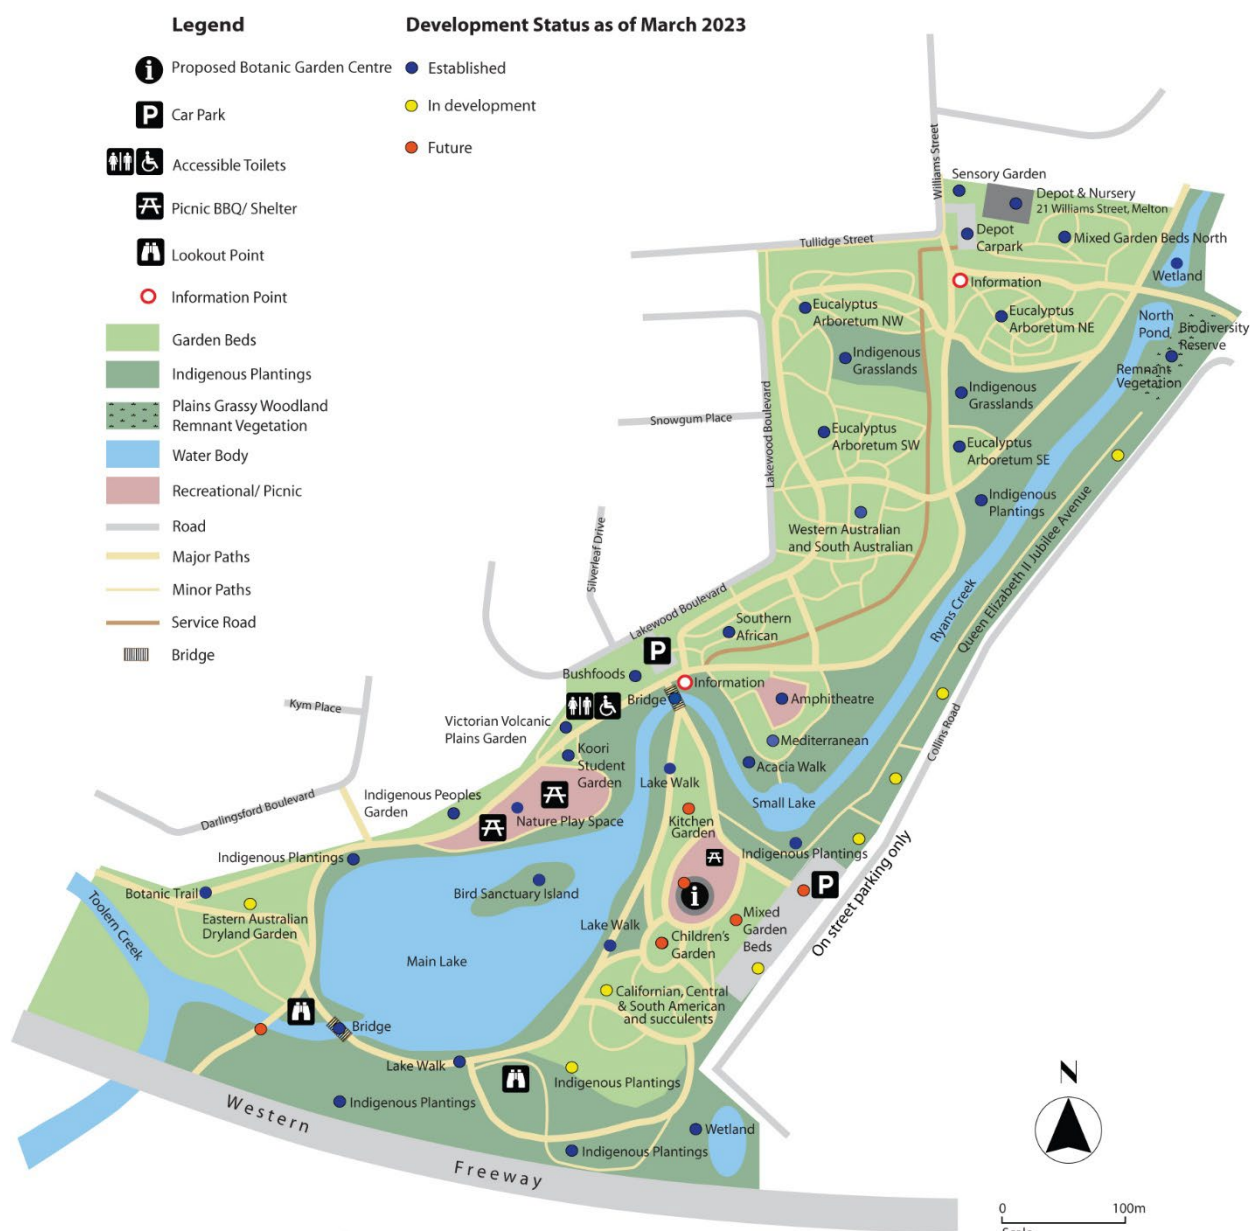 Legend
Proposed Botanic Garden Centre
Car Park
Accessible Toilets
Picnic BBQ/ Shelter
Lookout Point
Information Point
Garden Beds
Indigenous Plantings
Plains Grassy Woodland
Remnant Vegetation
Water Body
Recreational/ Picnic
Road
Major Paths
Minor Paths
Service Road
Bridge
Development Status as of March 2023
Established
In development
Future
i
P
Williams Street
Sensory Garden
Depot & Nursery
21 Williams Street, Melton
Tullidge Street
Depot
Carpark
Mixed Garden Beds North
Wetland
Information
Eucalyptus
Arboretum NW
Eucalyptus
Arboretum NE
North
Pond
Biodiversity
Reserve
Indigenous
Grasslands
Remnant
Vegetation
Indigenous
Grasslands
Lakewood Boulevard
Snowgum Place
Eucalyptus
Arboretum SW
Eucalyptus
Arboretum SE
Indigenous
Plantings
Western Australian
and South Australian
Queen Elizabeth II Jubilee Avenue
Ryans Creek
Silverleaf Drive
Lakewood Boulevard
Southern
African
P
Bushfoods
Information
Bridge
Amphitheatre
Kym Place
Victorian Volcanic
Plains Garden
Koori
Student
Garden
Mediterranean
Acacia Walk
Collins Road
Lake Walk
Small Lake
Darlingsford Boulevard
Indigenous Peoples
Garden
Nature Play Space
Kitchen
Garden
Indigenous Plantings
Indigenous Plantings
On street parking only
P
i
Botanic Trail
Bird Sanctuary Island
Toolern Creek
Eastern Australian
Dryland Garden
Lake Walk
Mixed
Garden
Beds
Children's
Garden
Main Lake
Californian, Central
& South American
and succulents
Bridge
Lake Walk
Indigenous Plantings
Indigenous Plantings
Wetland
Indigenous Plantings
Western
Freeway
N
0 100m
Scale